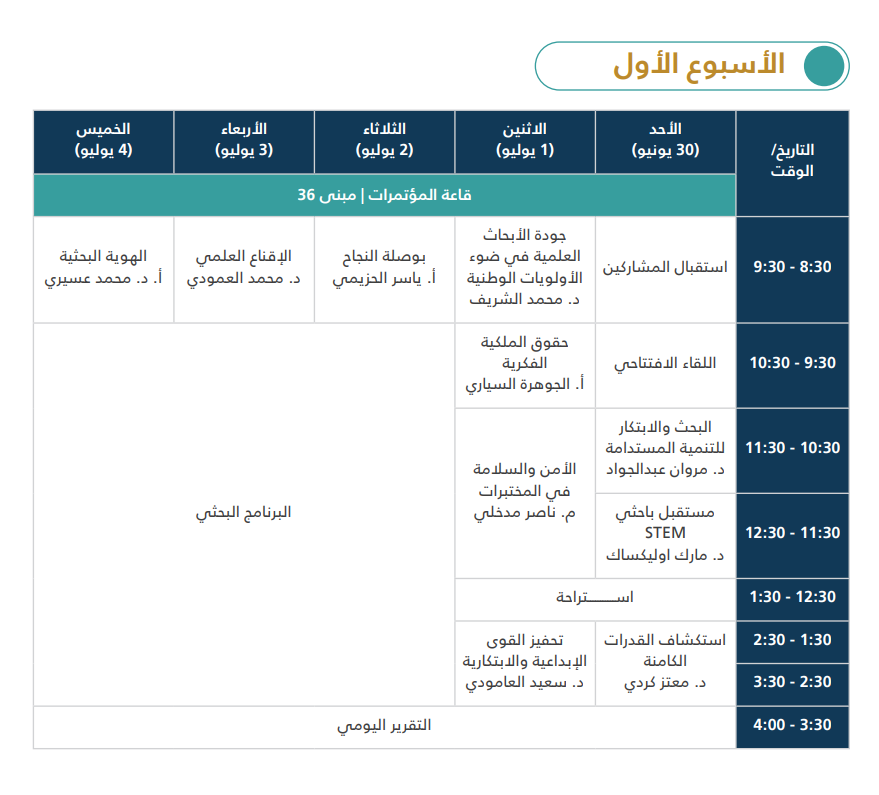 الأسبوع الأول
التاريخ/
الوقت
الأحد
(30 يونيو)
الاثنين
(1 يوليو)
الثلاثاء
(2 يوليو)
الأربعاء
(3 يوليو)
الخميس
(4 يوليو)
قاعة المؤتمرات | مبنى 36
8:30 - 9:30
استقبال المشاركين
جودة الأبحاث
العلمية في ضوء
الأولويات الوطنية
د. محمد الشريف
بوصلة النجاح
أ. ياسر الحزيمي
الإقناع العلمي
د. محمد العمودي
الهوية البحثية
أ. د. محمد عسيري
9:30 - 10:30
اللقاء الافتتاحي
حقوق الملكية
الفكرية
أ. الجوهرة السياري
البرنامج البحثي
10:30 - 11:30
البحث والابتكار
للتنمية المستدامة
د. مروان عبدالجواد
الأمن والسلامة
في المختبرات
م. ناصر مدخلي
11:30 - 12:30
مستقبل باحثي
STEM
د. مارك اوليكساك
12:30 - 1:30
اســـــــتراحة
1:30 - 2:30
استكشاف القدرات
الكامنة
د. معتز كردي
تحفيز القوى
الإبداعية والابتكارية
د. سعيد العامودي
2:30 - 3:30
3:30 - 4:00
التقرير اليومي